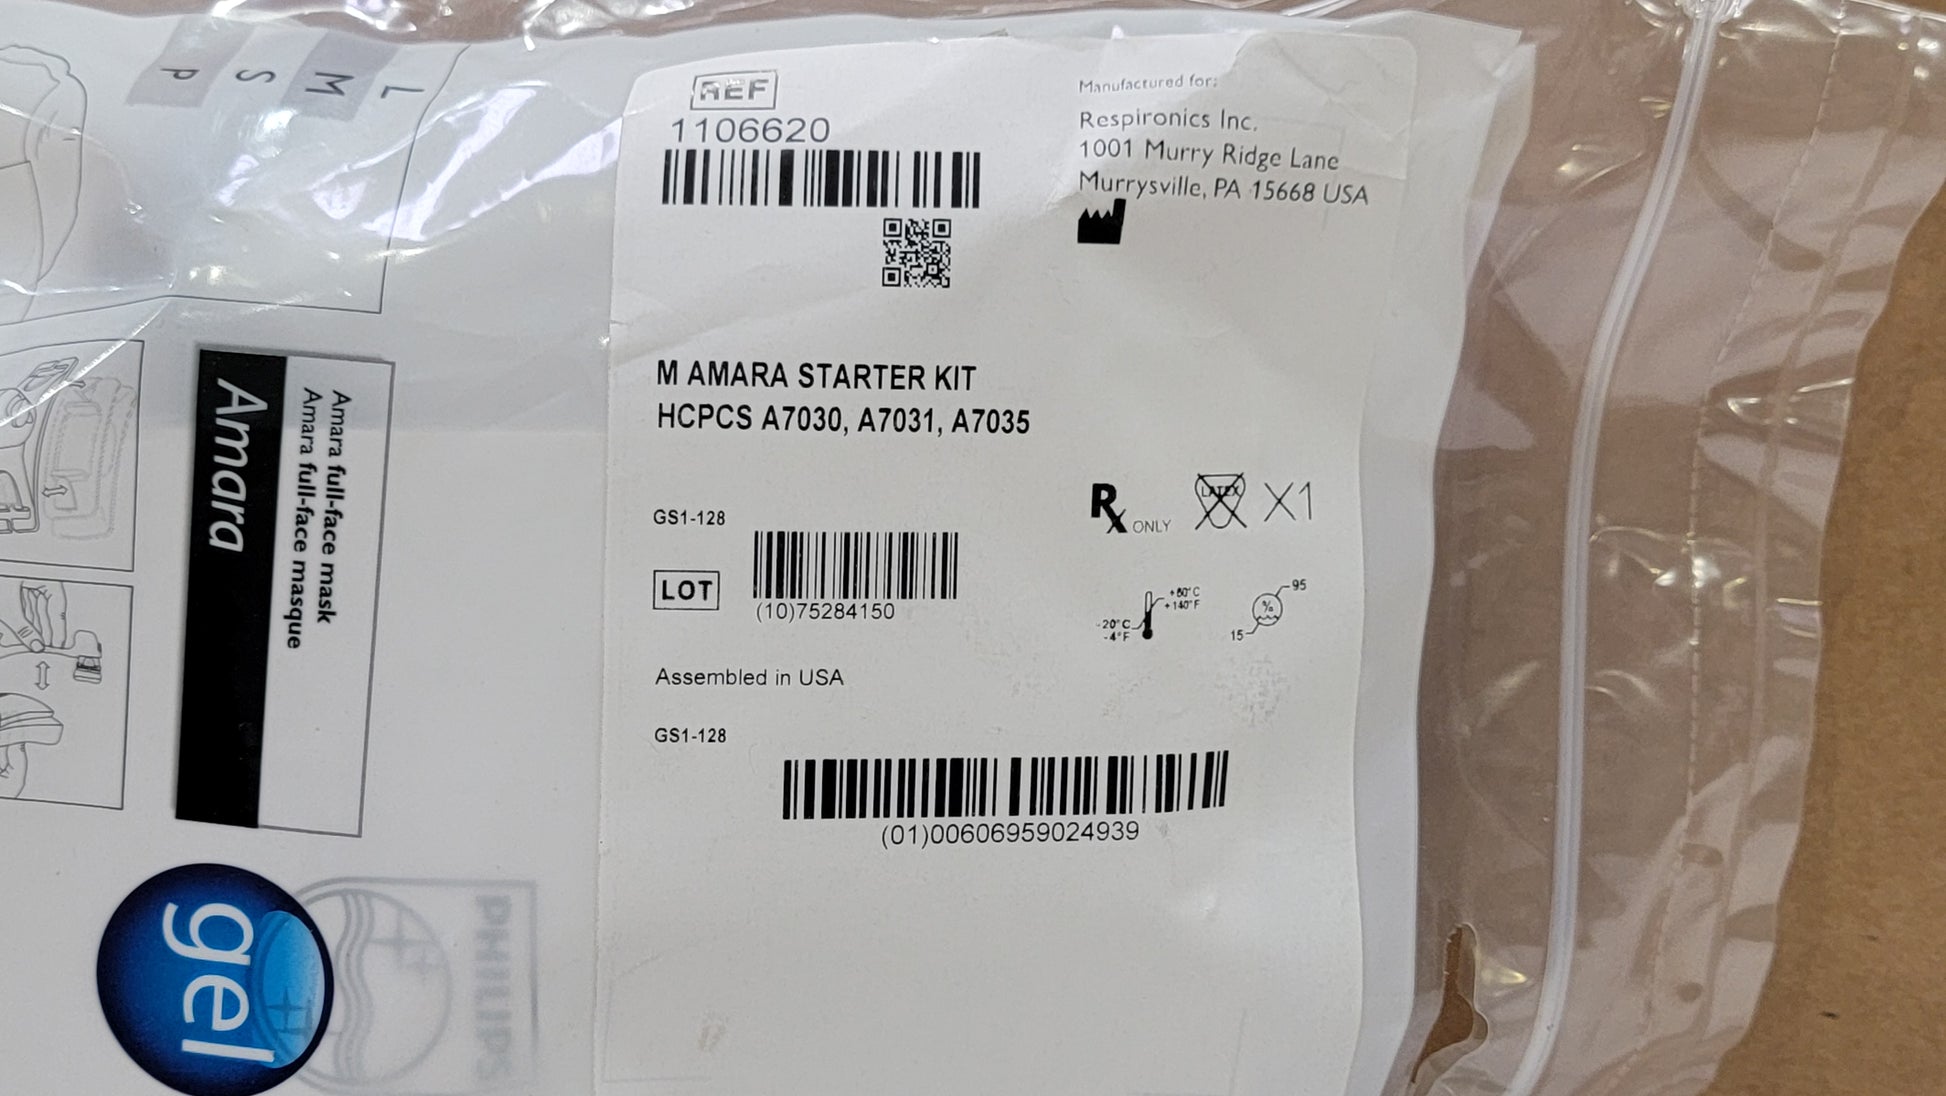 P
S
M
L
REF
1106620
Manufactured for:
Respironics Inc.
1001 Murry Ridge Lane
Murrysville, PA 15668 USA
M AMARA STARTER KIT
HCPCS A7030, A7031, A7035
Rx ONLY
LATEX
X1
GS1-128
LOT
(10)75284150
+60°C
+140°F
-20°C
-4°F
95
%
15
Assembled in USA
GS1-128
(01)00606959024939
Amara
Amara full-face mask
Amara full-face masque
gel
PHILIPS